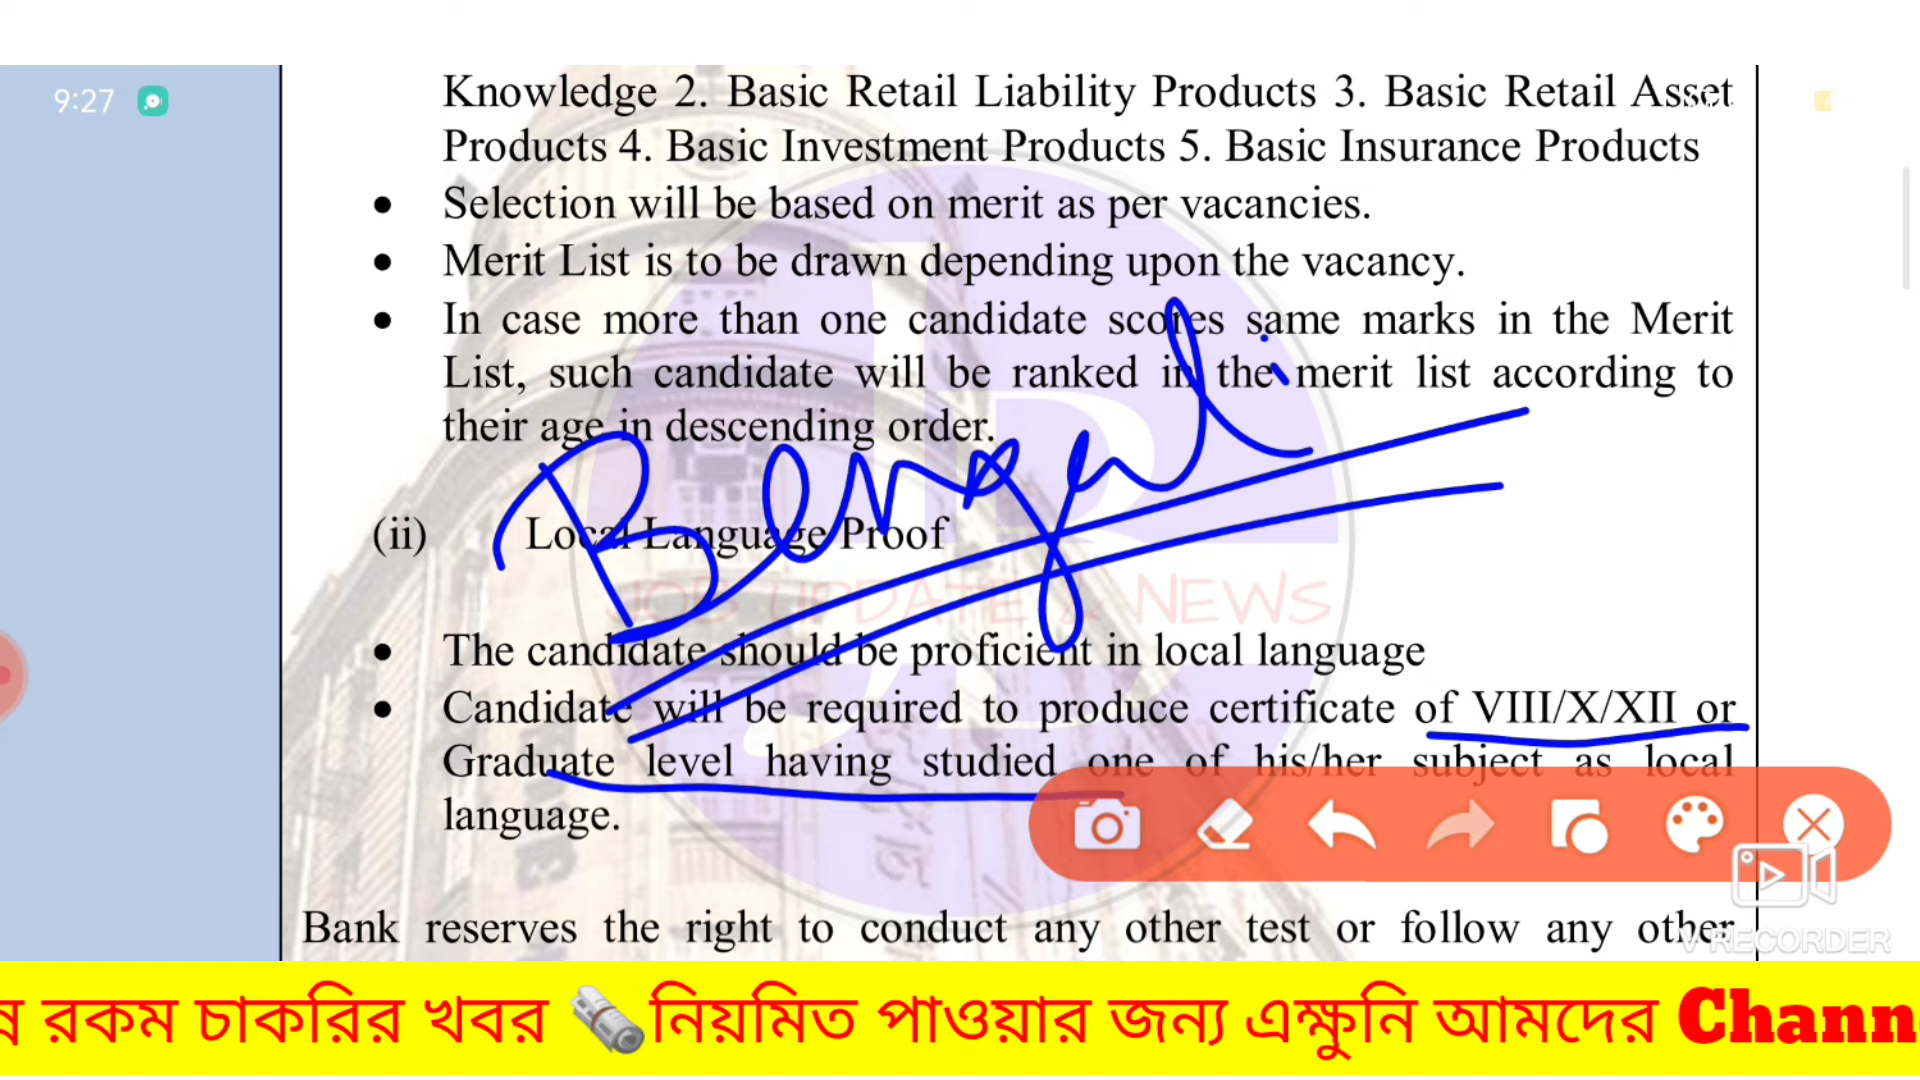 9:27
Knowledge 2. Basic Retail Liability Products 3. Basic Retail Asset
Products 4. Basic Investment Products 5. Basic Insurance Products
• Selection will be based on merit as per vacancies.
• Merit List is to be drawn depending upon the vacancy.
• In case more than one candidate scores same marks in the Merit
List, such candidate will be ranked in the merit list according to
their age in descending order.
Bengali
(ii) Local Language Proof
JOB UPDATE & NEWS
• The candidate should be proficient in local language
• Candidate will be required to produce certificate of VIII/X/XII or
Graduate level having studied one of his/her subject as local
language.
Bank reserves the right to conduct any other test or follow any other
V RECORDER
রকম চাকরির খবর নিয়মিত পাওয়ার জন্য এক্ষুনি আমদের Chann